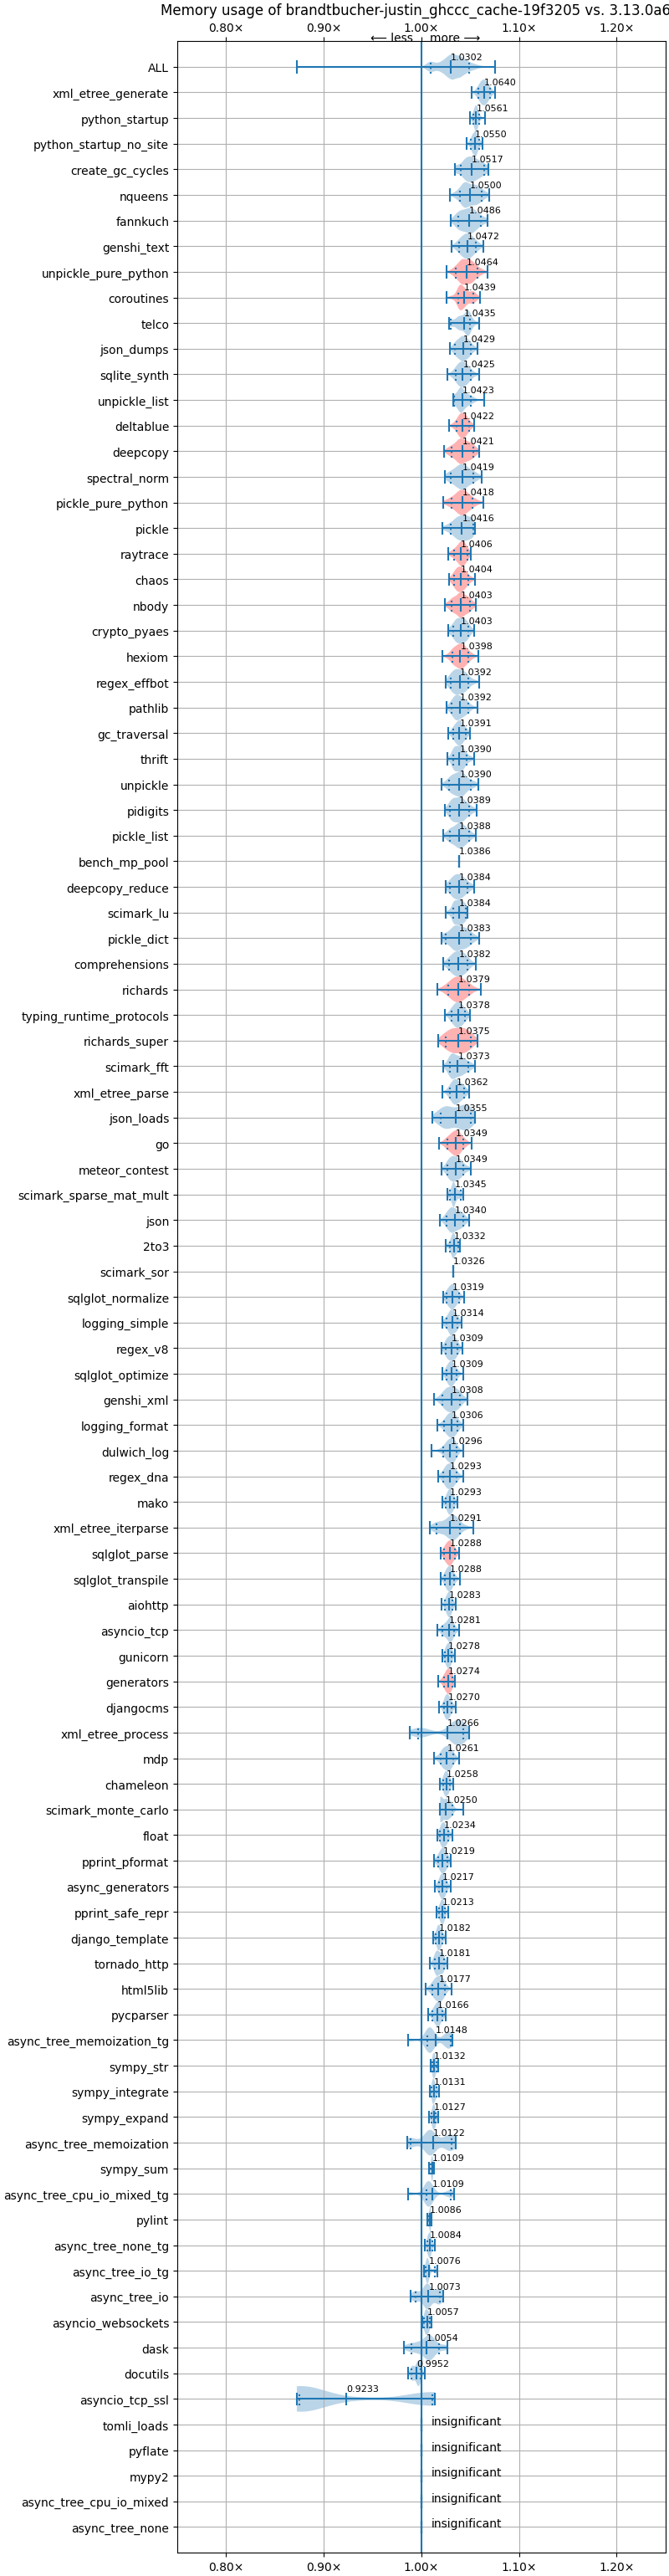 Memory usage of brandtbucher-justin_ghccc_cache-19f3205 vs. 3.13.0a6
0.80× 0.90× 1.00× 1.10× 1.20×
⟵ less more ⟶
ALL 1.0302
xml_etree_generate 1.0640
python_startup 1.0561
python_startup_no_site 1.0550
create_gc_cycles 1.0517
nqueens 1.0500
fannkuch 1.0486
genshi_text 1.0472
unpickle_pure_python 1.0464
coroutines 1.0439
telco 1.0435
json_dumps 1.0429
sqlite_synth 1.0425
unpickle_list 1.0423
deltablue 1.0422
deepcopy 1.0421
spectral_norm 1.0419
pickle_pure_python 1.0418
pickle 1.0416
raytrace 1.0406
chaos 1.0404
nbody 1.0403
crypto_pyaes 1.0403
hexiom 1.0398
regex_effbot 1.0392
pathlib 1.0392
gc_traversal 1.0391
thrift 1.0390
unpickle 1.0390
pidigits 1.0389
pickle_list 1.0388
bench_mp_pool 1.0386
deepcopy_reduce 1.0384
scimark_lu 1.0384
pickle_dict 1.0383
comprehensions 1.0382
richards 1.0379
typing_runtime_protocols 1.0378
richards_super 1.0375
scimark_fft 1.0373
xml_etree_parse 1.0362
json_loads 1.0355
go 1.0349
meteor_contest 1.0349
scimark_sparse_mat_mult 1.0345
json 1.0340
2to3 1.0332
scimark_sor 1.0326
sqlglot_normalize 1.0319
logging_simple 1.0314
regex_v8 1.0309
sqlglot_optimize 1.0309
genshi_xml 1.0308
logging_format 1.0306
dulwich_log 1.0296
regex_dna 1.0293
mako 1.0293
xml_etree_iterparse 1.0291
sqlglot_parse 1.0288
sqlglot_transpile 1.0288
aiohttp 1.0283
asyncio_tcp 1.0281
gunicorn 1.0278
generators 1.0274
djangocms 1.0270
xml_etree_process 1.0266
mdp 1.0261
chameleon 1.0258
scimark_monte_carlo 1.0250
float 1.0234
pprint_pformat 1.0219
async_generators 1.0217
pprint_safe_repr 1.0213
django_template 1.0182
tornado_http 1.0181
html5lib 1.0177
pycparser 1.0166
async_tree_memoization_tg 1.0148
sympy_str 1.0132
sympy_integrate 1.0131
sympy_expand 1.0127
async_tree_memoization 1.0122
sympy_sum 1.0109
async_tree_cpu_io_mixed_tg 1.0109
pylint 1.0086
async_tree_none_tg 1.0084
async_tree_io_tg 1.0076
async_tree_io 1.0073
asyncio_websockets 1.0057
dask 1.0054
docutils 0.9952
asyncio_tcp_ssl 0.9233
tomli_loads insignificant
pyflate insignificant
mypy2 insignificant
async_tree_cpu_io_mixed insignificant
async_tree_none insignificant
0.80× 0.90× 1.00× 1.10× 1.20×